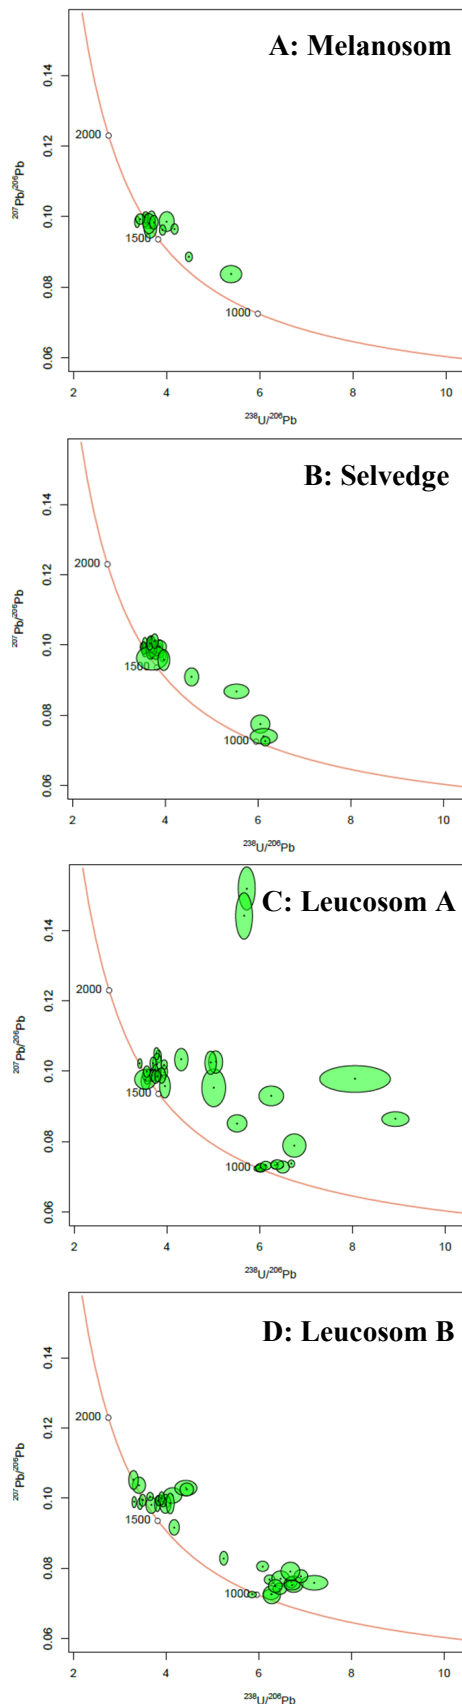 A: Melanosom
0.14
2000
0.12
²⁰⁷Pb/²⁰⁶Pb
0.10
1500
0.08
1000
0.06
2 4 6 8 10
²³⁸U/²⁰⁶Pb
B: Selvedge
0.14
2000
0.12
²⁰⁷Pb/²⁰⁶Pb
0.10
1500
0.08
1000
0.06
2 4 6 8 10
²³⁸U/²⁰⁶Pb
C: Leucosom A
0.14
2000
0.12
²⁰⁷Pb/²⁰⁶Pb
0.10
1500
0.08
1000
0.06
2 4 6 8 10
²³⁸U/²⁰⁶Pb
D: Leucosom B
0.14
2000
0.12
²⁰⁷Pb/²⁰⁶Pb
0.10
1500
0.08
1000
0.06
2 4 6 8 10
²³⁸U/²⁰⁶Pb